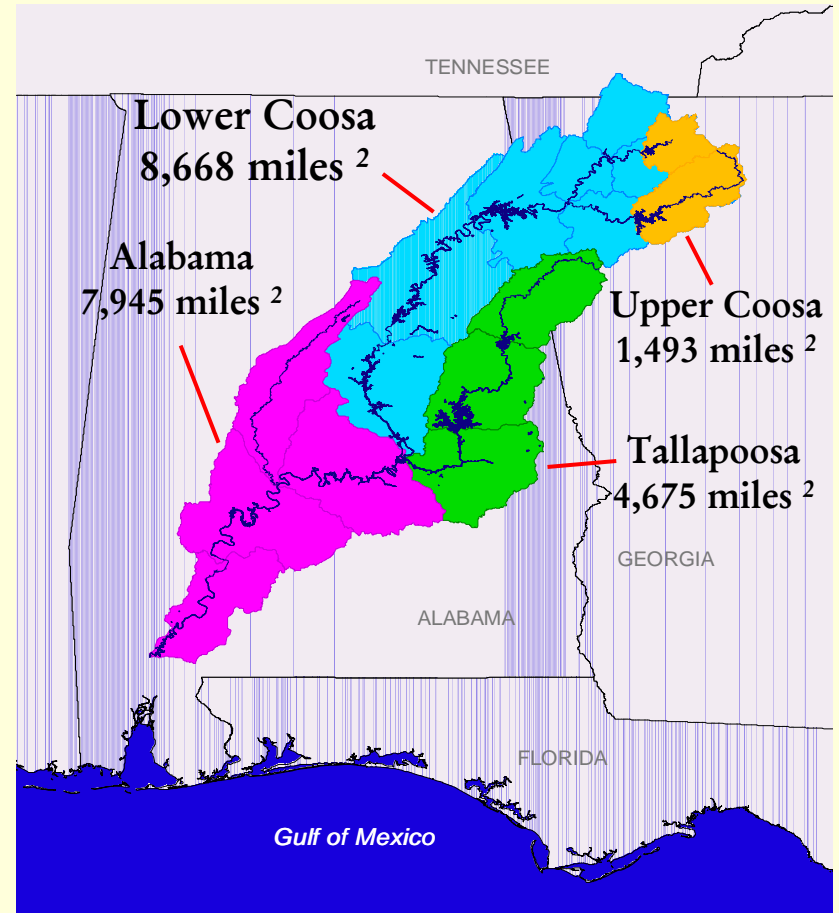 TENNESSEE
Lower Coosa
8,668 miles ²
Alabama
7,945 miles ²
Upper Coosa
1,493 miles ²
Tallapoosa
4,675 miles ²
GEORGIA
ALABAMA
FLORIDA
Gulf of Mexico